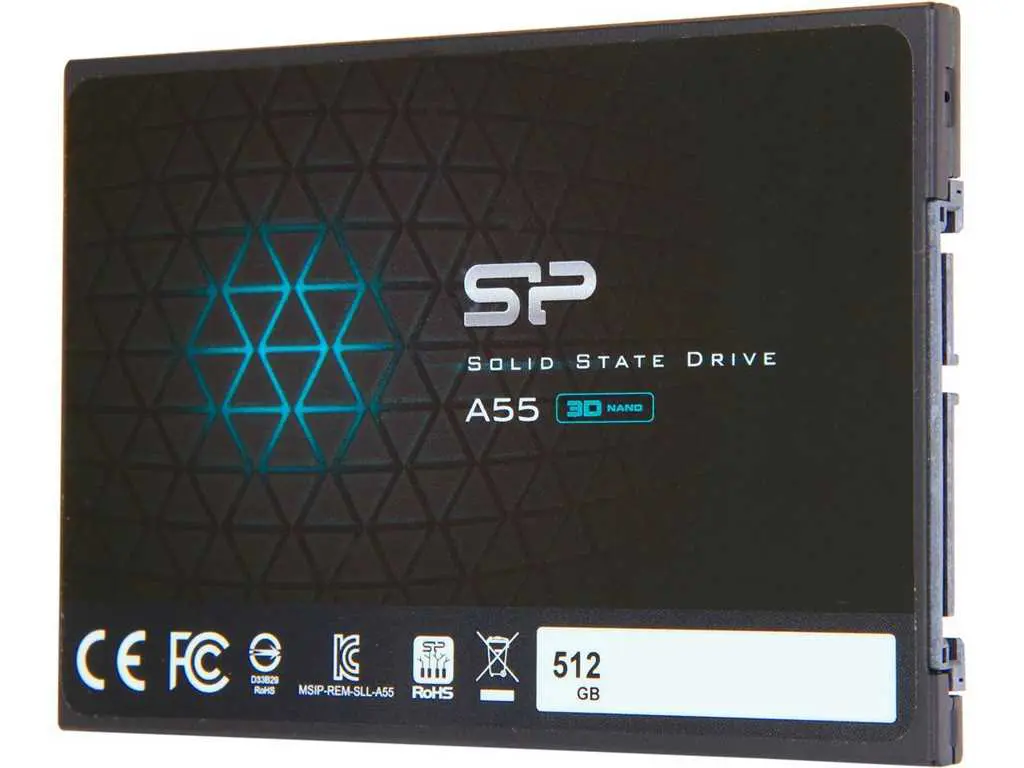 SP
SOLID STATE DRIVE
A55 3D NAND
CE FC D33B29 RoHS MSIP-REM-SLL-A55 SP RoHS
512
GB